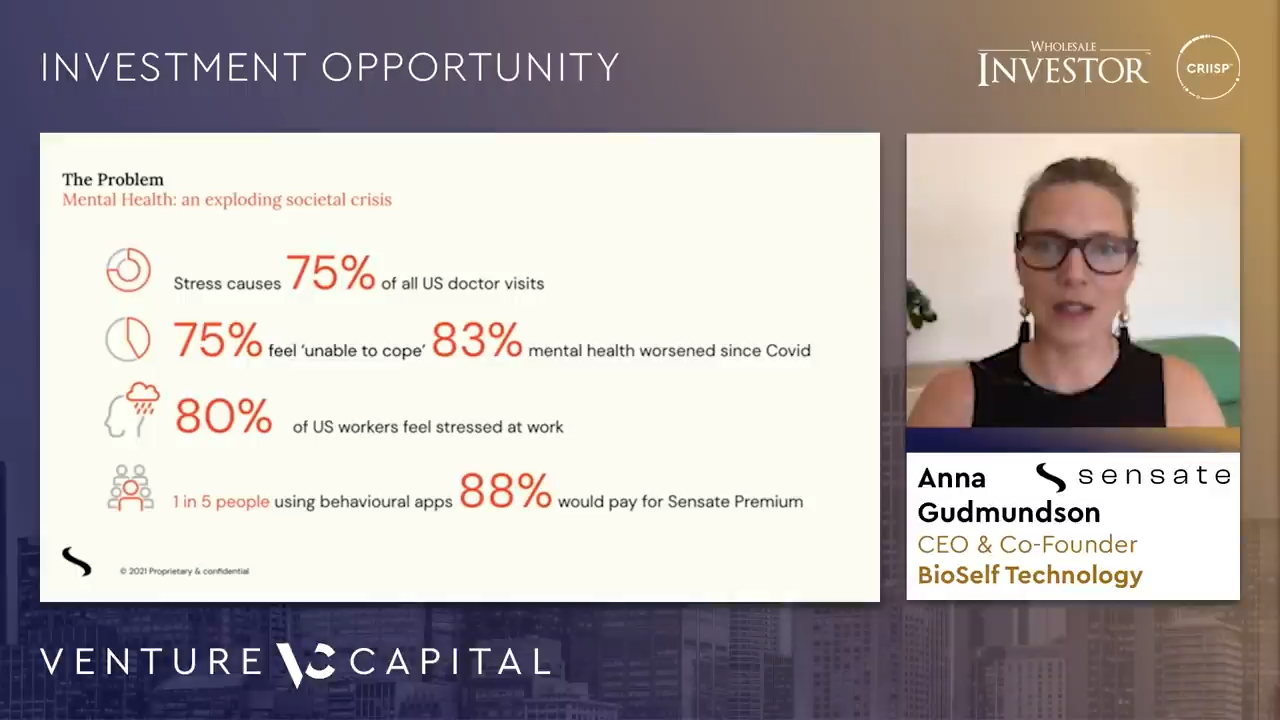 INVESTMENT OPPORTUNITY
WHOLESALE
INVESTOR
CRIISP™
The Problem
Mental Health: an exploding societal crisis
Stress causes 75% of all US doctor visits
75% feel ‘unable to cope’ 83% mental health worsened since Covid
80% of US workers feel stressed at work
1 in 5 people using behavioural apps 88% would pay for Sensate Premium
© 2021 Proprietary & confidential
sensate
Anna
Gudmundson
CEO & Co-Founder
BioSelf Technology
VENTURE VC CAPITAL